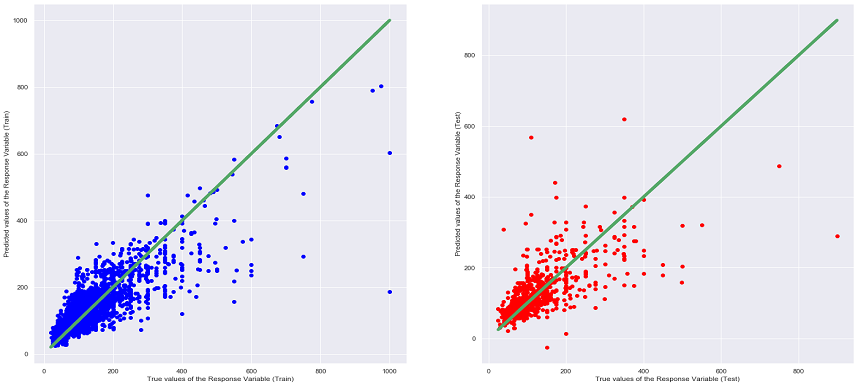 1000
800
600
400
200
0
Predicted values of the Response Variable (Train)
0 200 400 600 800 1000
True values of the Response Variable (Train)
800
600
400
200
0
Predicted values of the Response Variable (Test)
0 200 400 600 800
True values of the Response Variable (Test)